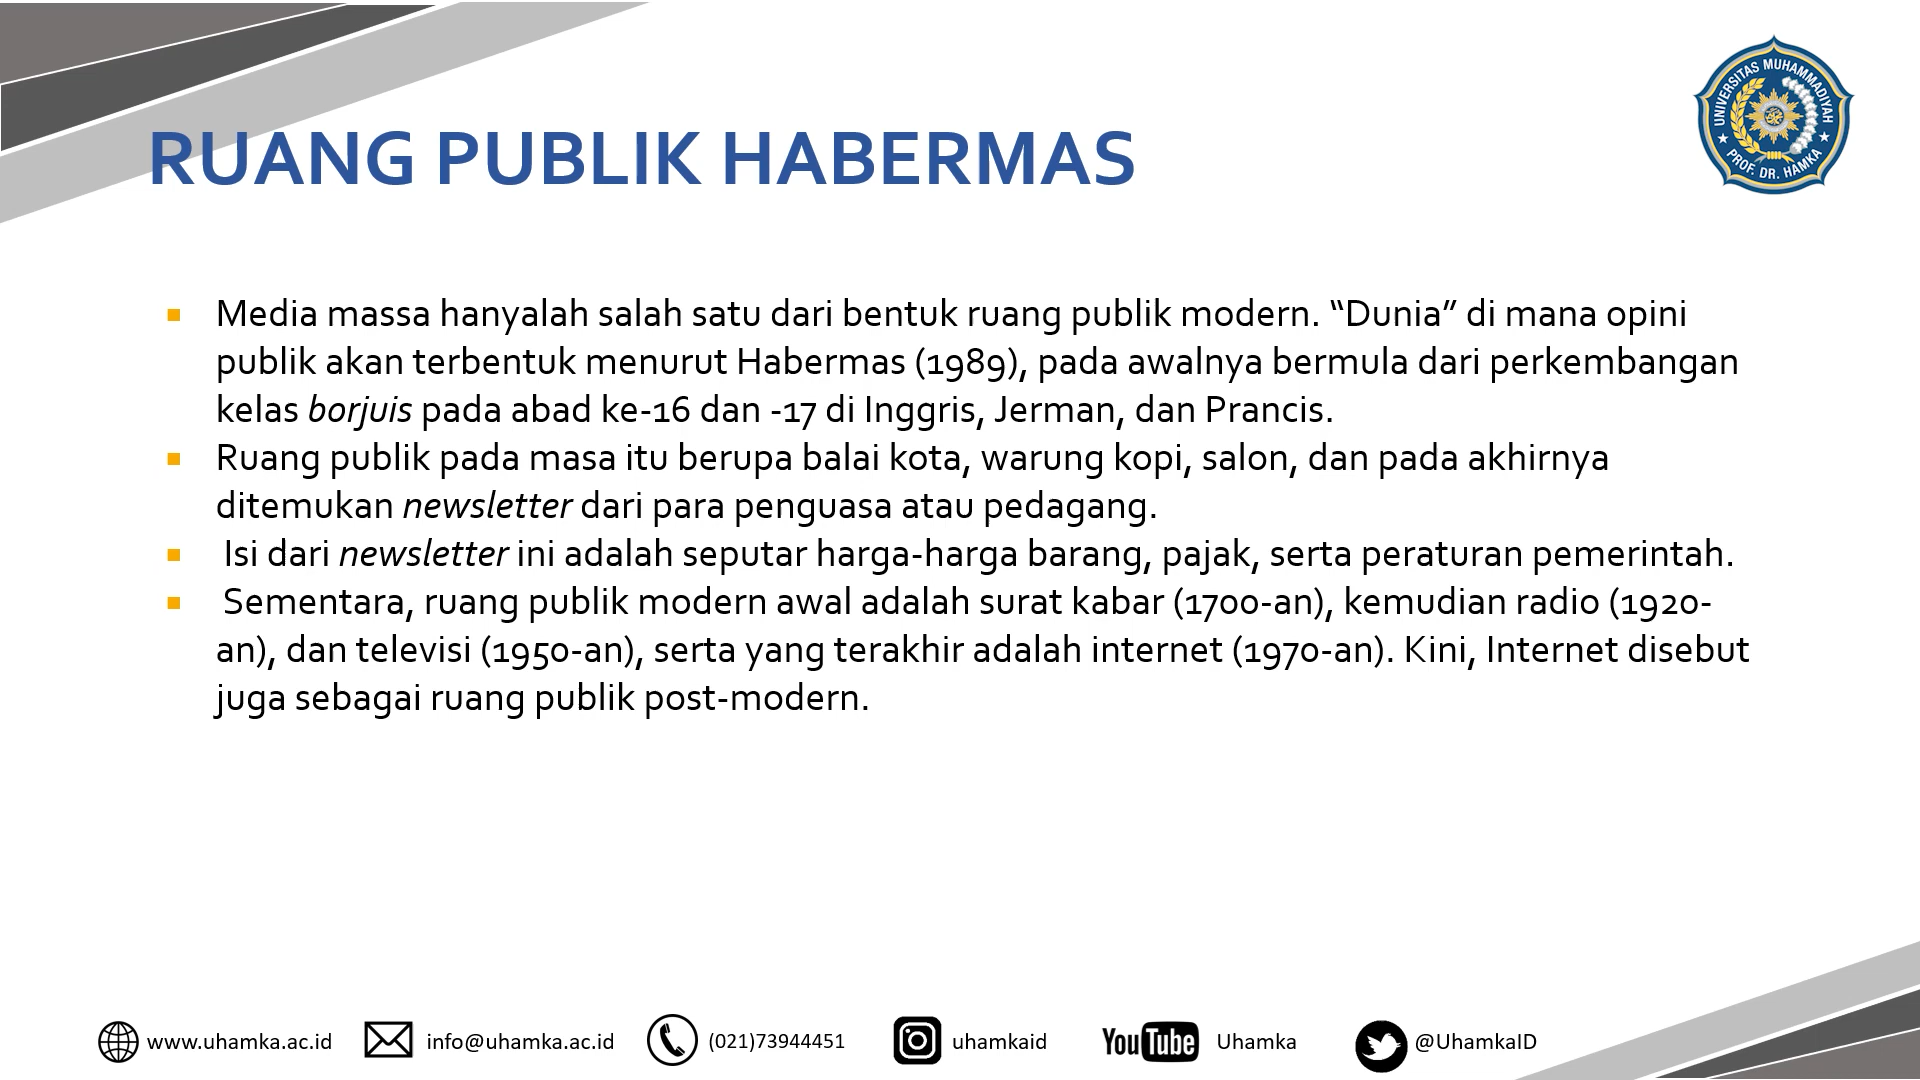 UNIVERSITAS MUHAMMADIYAH
PROF. DR. HAMKA
RUANG PUBLIK HABERMAS
Media massa hanyalah salah satu dari bentuk ruang publik modern. “Dunia” di mana opini
publik akan terbentuk menurut Habermas (1989), pada awalnya bermula dari perkembangan
kelas borjuis pada abad ke-16 dan -17 di Inggris, Jerman, dan Prancis.
Ruang publik pada masa itu berupa balai kota, warung kopi, salon, dan pada akhirnya
ditemukan newsletter dari para penguasa atau pedagang.
Isi dari newsletter ini adalah seputar harga-harga barang, pajak, serta peraturan pemerintah.
Sementara, ruang publik modern awal adalah surat kabar (1700-an), kemudian radio (1920-
an), dan televisi (1950-an), serta yang terakhir adalah internet (1970-an). Kini, Internet disebut
juga sebagai ruang publik post-modern.
www.uhamka.ac.id info@uhamka.ac.id (021)73944451 uhamkaid YouTube Uhamka @UhamkaID